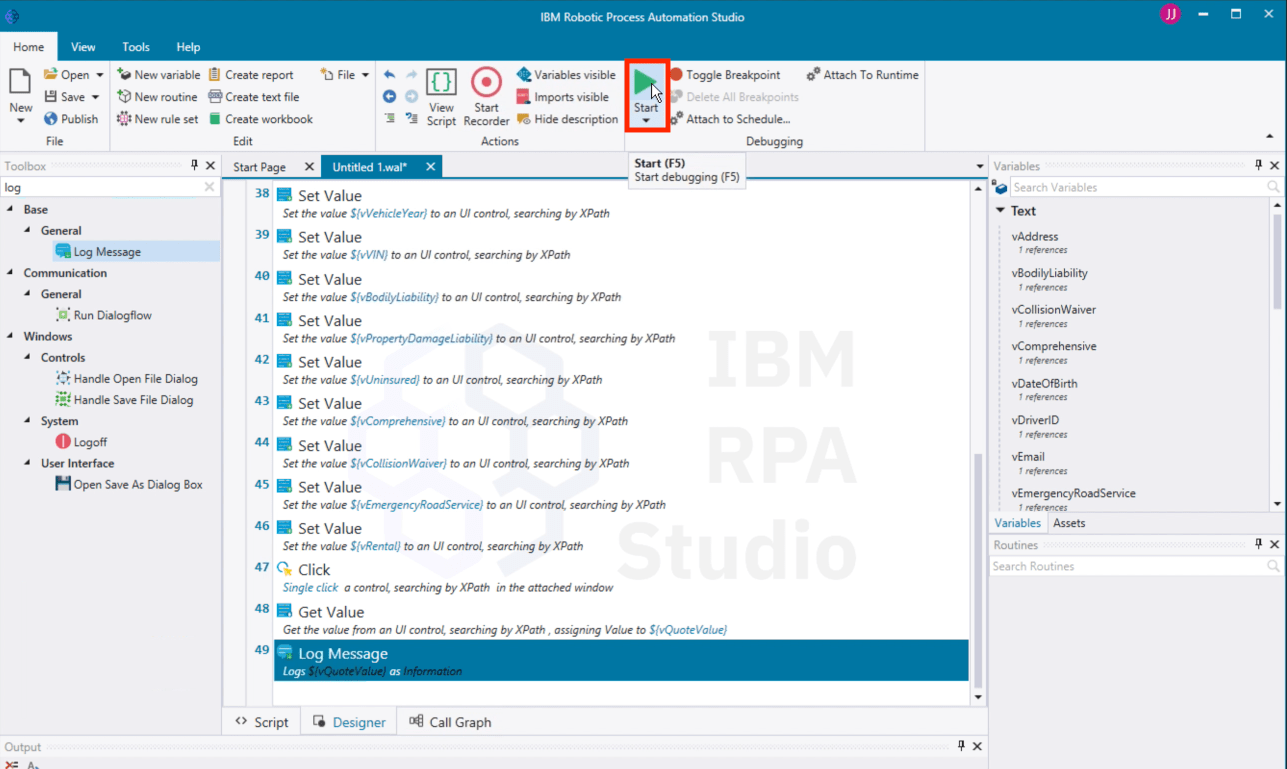 IBM Robotic Process Automation Studio
JJ
Home View Tools Help
New
Open
Save
Publish
File
New variable
New routine
New rule set
Create report
Create text file
Create workbook
File
Edit
View
Script
Start
Recorder
Variables visible
Imports visible
Hide description
Actions
Start
Toggle Breakpoint
Delete All Breakpoints
Attach to Schedule...
Attach To Runtime
Debugging
Start (F5)
Start debugging (F5)
Toolbox
log
Base
General
Log Message
Communication
General
Run Dialogflow
Windows
Controls
Handle Open File Dialog
Handle Save File Dialog
System
Logoff
User Interface
Open Save As Dialog Box
Start Page
Untitled 1.wal*
38 Set Value
Set the value ${vVehicleYear} to an UI control, searching by XPath
39 Set Value
Set the value ${vVIN} to an UI control, searching by XPath
40 Set Value
Set the value ${vBodilyLiability} to an UI control, searching by XPath
41 Set Value
Set the value ${vPropertyDamageLiability} to an UI control, searching by XPath
42 Set Value
Set the value ${vUninsured} to an UI control, searching by XPath
43 Set Value
Set the value ${vComprehensive} to an UI control, searching by XPath
44 Set Value
Set the value ${vCollisionWaiver} to an UI control, searching by XPath
45 Set Value
Set the value ${vEmergencyRoadService} to an UI control, searching by XPath
46 Set Value
Set the value ${vRental} to an UI control, searching by XPath
47 Click
Single click a control, searching by XPath in the attached window
48 Get Value
Get the value from an UI control, searching by XPath , assigning Value to ${vQuoteValue}
49 Log Message
Logs ${vQuoteValue} as Information
IBM
RPA
Studio
Script
Designer
Call Graph
Output
Variables
Search Variables
Text
vAddress
1 references
vBodilyLiability
1 references
vCollisionWaiver
1 references
vComprehensive
1 references
vDateOfBirth
1 references
vDriverID
1 references
vEmail
1 references
vEmergencyRoadService
1 references
Variables Assets
Routines
Search Routines